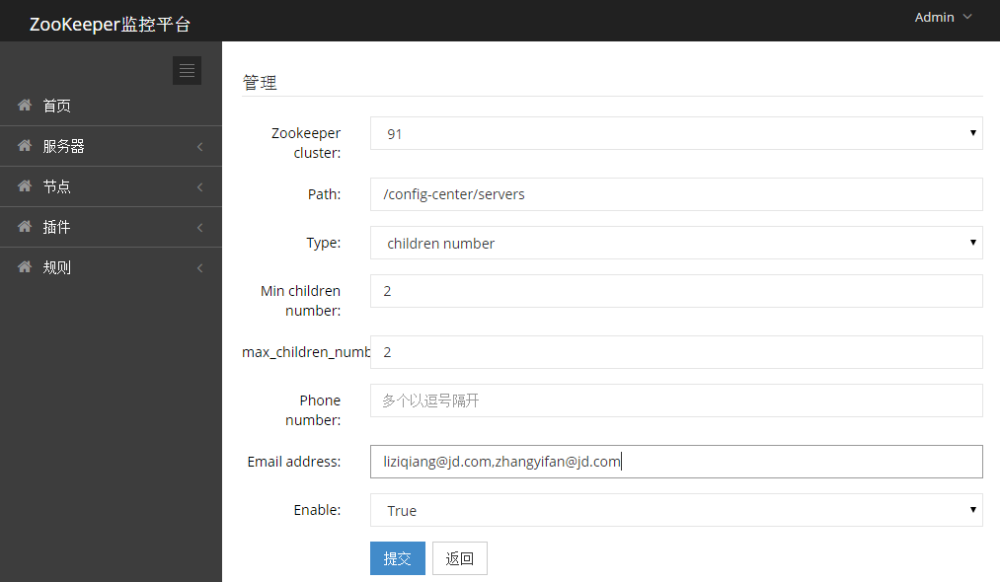 ZooKeeper监控平台
Admin
首页
服务器
节点
插件
规则
管理
Zookeeper
cluster:
91
Path:
/config-center/servers
Type:
children number
Min children
number:
2
max_children_numb
2
Phone
number:
多个以逗号隔开
Email address:
liziqiang@jd.com,zhangyifan@jd.com
Enable:
True
提交
返回